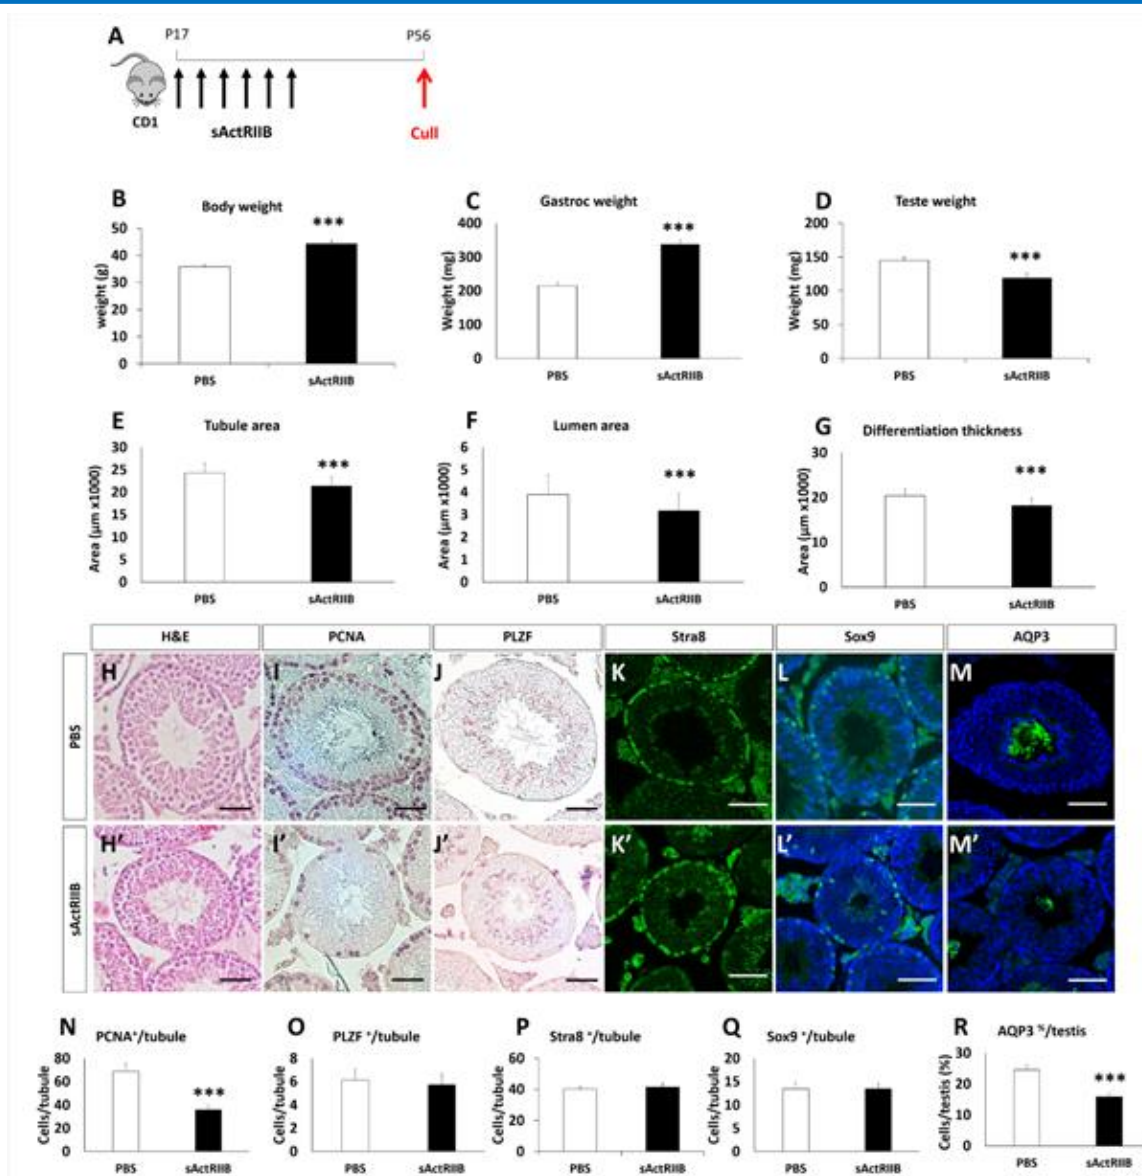 A
P17 P56
CD1
sActRIIB
Cull
B
Body weight
***
weight (g)
50
40
30
20
10
0
PBS sActRIIB
C
Gastroc weight
***
Weight (mg)
400
300
200
100
0
PBS sActRIIB
D
Teste weight
***
Weight (mg)
200
150
100
50
0
PBS sActRIIB
E
Tubule area
***
Area (µm x1000)
30
25
20
15
10
5
0
PBS sActRIIB
F
Lumen area
***
Area (µm x1000)
6
5
4
3
2
1
0
PBS sActRIIB
G
Differentiation thickness
***
Area (µm x1000)
30
20
10
0
PBS sActRIIB
H&E PCNA PLZF Stra8 Sox9 AQP3
PBS
H I J K L M
sActRIIB
H' I' J' K' L' M'
N
PCNA+/tubule
***
Cells/tubule
80
60
40
20
0
PBS sActRIIB
O
PLZF +/tubule
Cells/tubule
8
6
4
2
0
PBS sActRIIB
P
Stra8 +/tubule
Cells/tubule
60
40
20
0
PBS sActRIIB
Q
Sox9 +/tubule
Cells/tubule
20
15
10
5
0
PBS sActRIIB
R
AQP3 %/testis
***
Cells/testis (%)
30
20
10
0
PBS sActRIIB